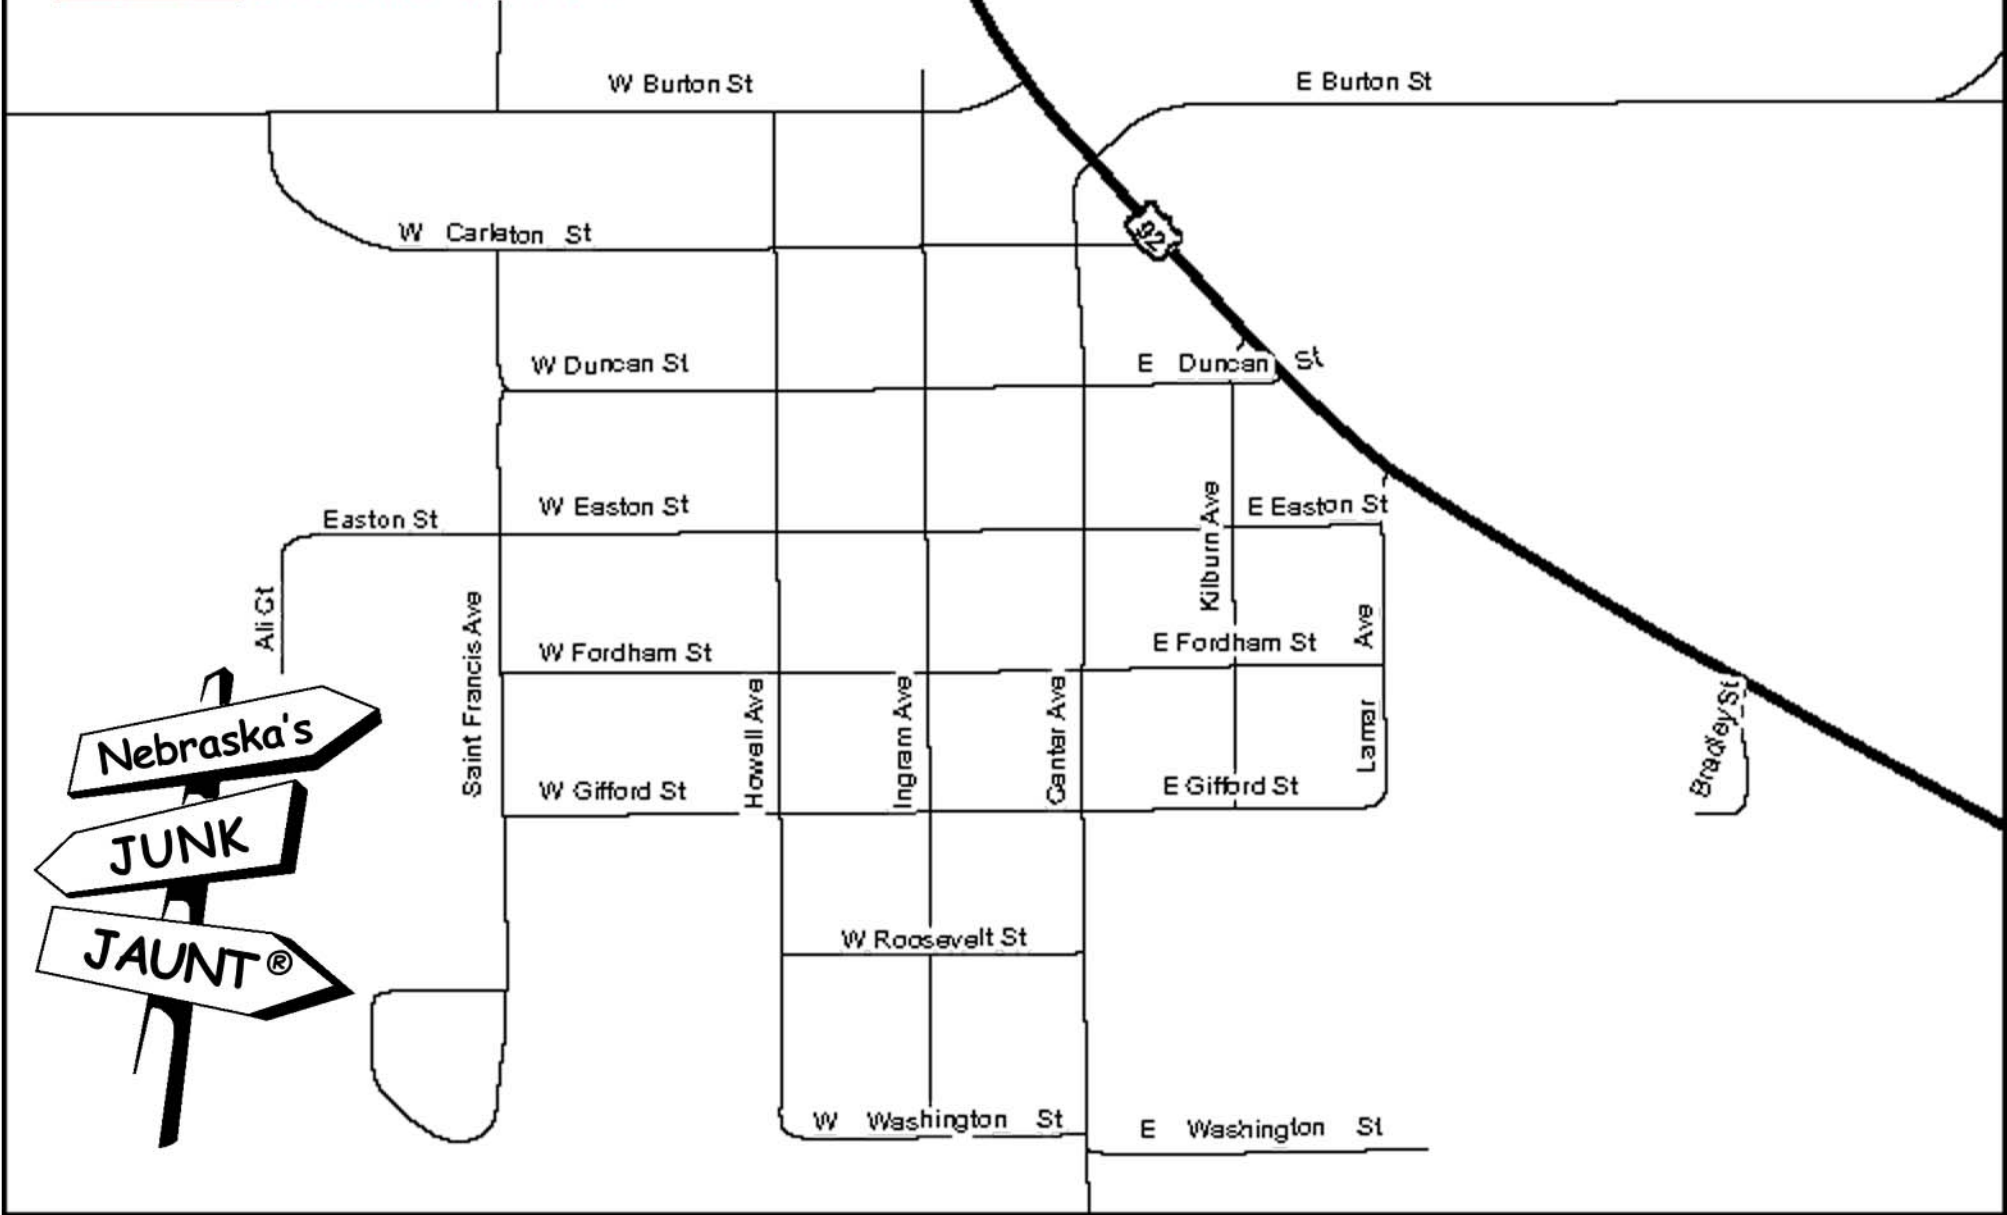 W Burton St
E Burton St
W Carleton St
92
W Duncan St
E Duncan St
Easton St
W Easton St
E Easton St
Kilburn Ave
Ali Ct
Saint Francis Ave
W Fordham St
E Fordham St
Lamar Ave
Howell Ave
Ingram Ave
Center Ave
Bradley St
W Gifford St
E Gifford St
Nebraska's
JUNK
JAUNT®
W Roosevelt St
W Washington St
E Washington St